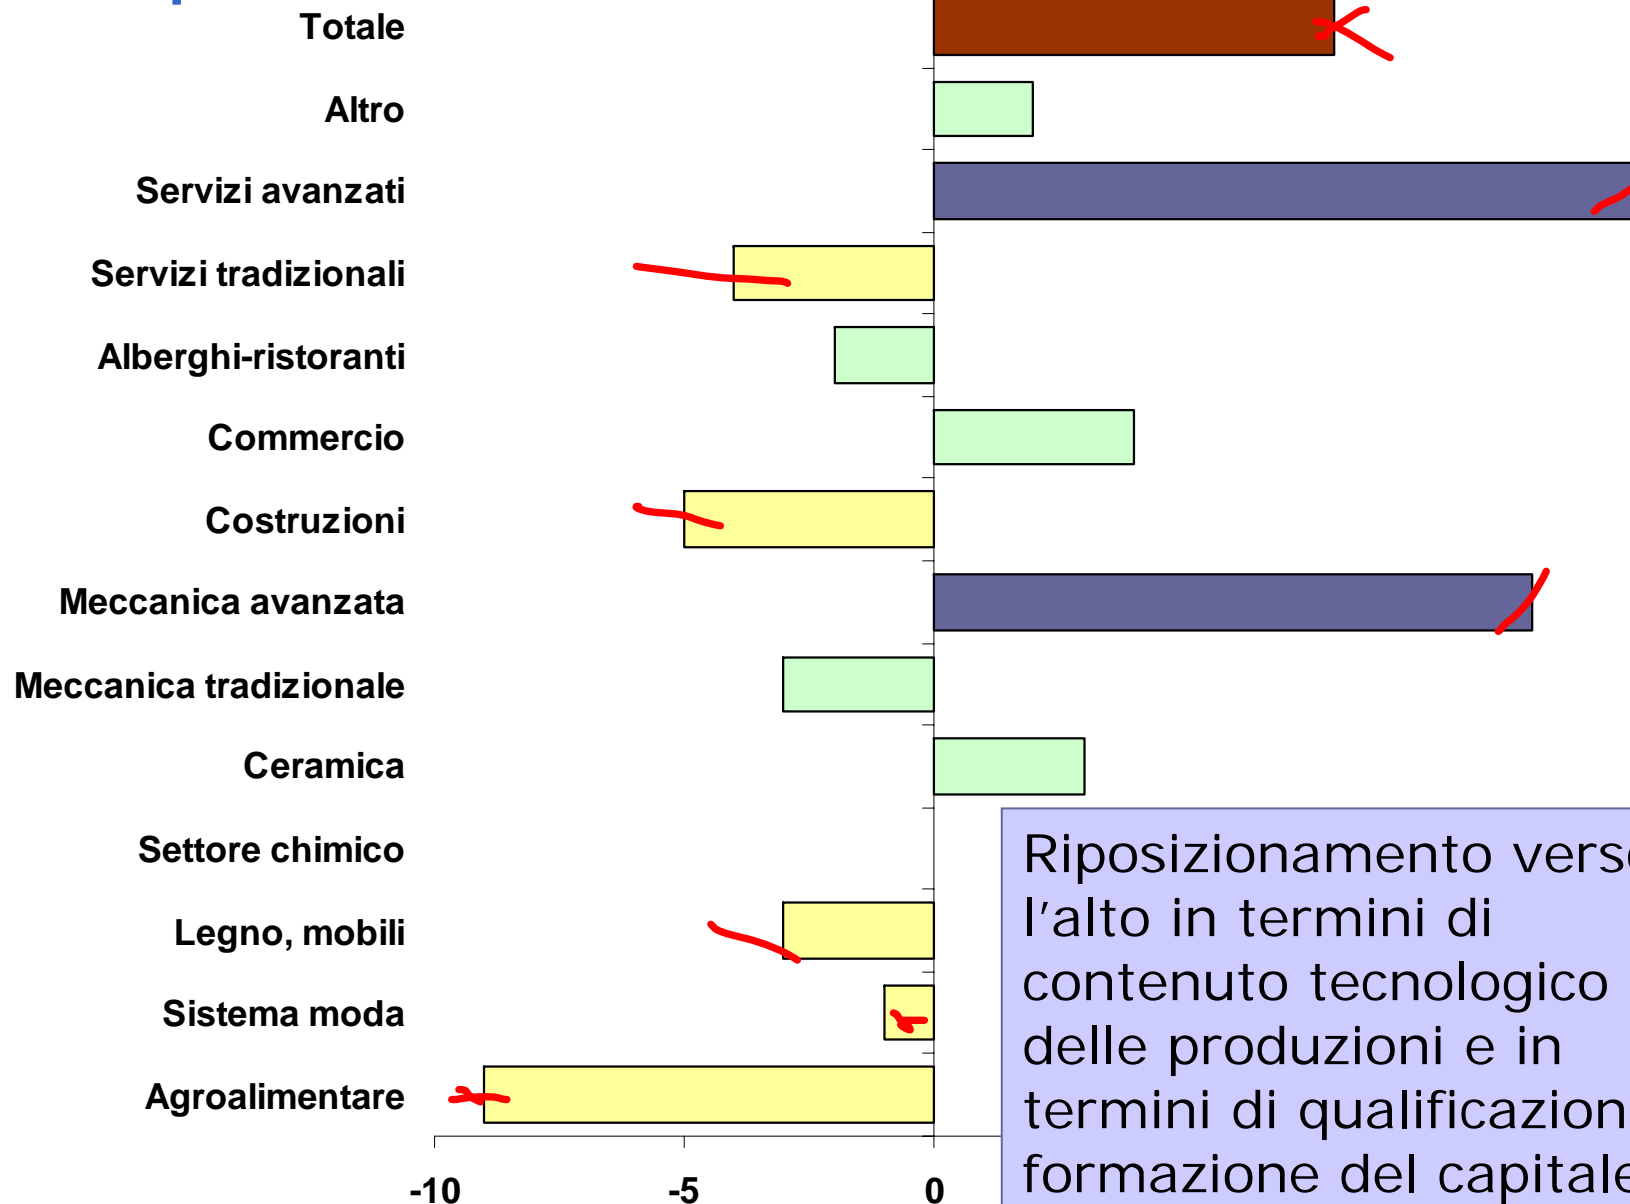 Totale
Altro
Servizi avanzati
Servizi tradizionali
Alberghi-ristoranti
Commercio
Costruzioni
Meccanica avanzata
Meccanica tradizionale
Ceramica
Settore chimico
Legno, mobili
Sistema moda
Agroalimentare
-10 -5 0
Riposizionamento vers
l'alto in termini di
contenuto tecnologico
delle produzioni e in
termini di qualificazion
formazione del capitale